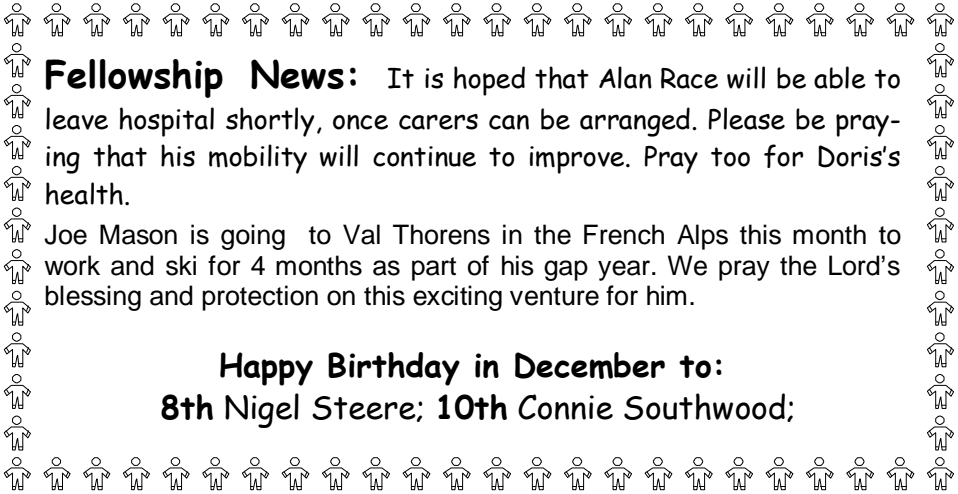 Fellowship News: It is hoped that Alan Race will be able to
leave hospital shortly, once carers can be arranged. Please be pray-
ing that his mobility will continue to improve. Pray too for Doris's
health.
Joe Mason is going to Val Thorens in the French Alps this month to
work and ski for 4 months as part of his gap year. We pray the Lord's
blessing and protection on this exciting venture for him.
Happy Birthday in December to:
8th Nigel Steere; 10th Connie Southwood;